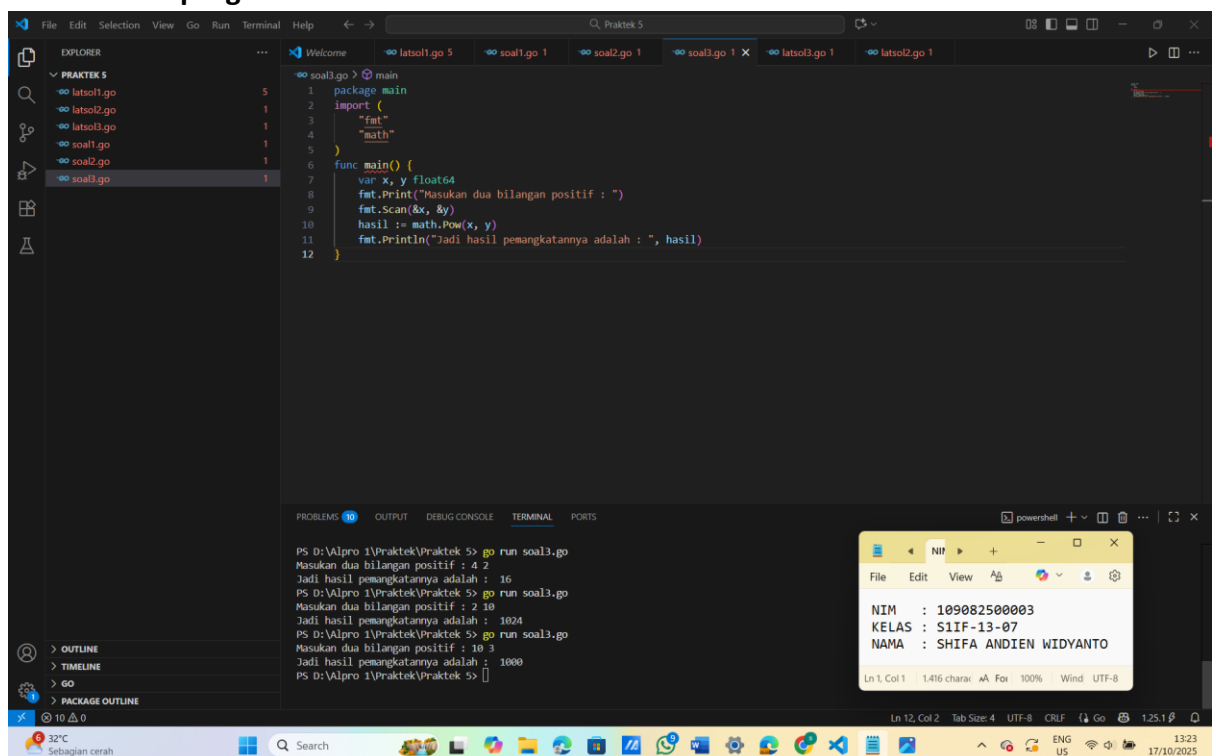 File Edit Selection View Go Run Terminal Help
Praktek 5
EXPLORER
PRAKTEK 5
latsol1.go 5
latsol2.go 1
latsol3.go 1
soal1.go 1
soal2.go 1
soal3.go 1
OUTLINE
TIMELINE
GO
PACKAGE OUTLINE
Welcome latsol1.go 5 soal1.go 1 soal2.go 1 soal3.go 1 latsol3.go 1 latsol2.go 1
soal3.go > main
1 package main
2 import (
3 "fmt"
4 "math"
5 )
6 func main() {
7 var x, y float64
8 fmt.Print("Masukan dua bilangan positif : ")
9 fmt.Scan(&x, &y)
10 hasil := math.Pow(x, y)
11 fmt.Println("Jadi hasil pemangkatannya adalah : ", hasil)
12 }
PROBLEMS 10 OUTPUT DEBUG CONSOLE TERMINAL PORTS
powershell
PS D:\Alpro 1\Praktek\Praktek 5> go run soal3.go
Masukan dua bilangan positif : 4 2
Jadi hasil pemangkatannya adalah : 16
PS D:\Alpro 1\Praktek\Praktek 5> go run soal3.go
Masukan dua bilangan positif : 2 10
Jadi hasil pemangkatannya adalah : 1024
PS D:\Alpro 1\Praktek\Praktek 5> go run soal3.go
Masukan dua bilangan positif : 10 3
Jadi hasil pemangkatannya adalah : 1000
PS D:\Alpro 1\Praktek\Praktek 5>
File Edit View
NIM : 109082500003
KELAS : S1IF-13-07
NAMA : SHIFA ANDIEN WIDYANTO
Ln 1, Col 1 1.416 charac 100% Wind UTF-8
10 0
Ln 12, Col 2 Tab Size: 4 UTF-8 CRLF Go 1.25.1
32°C
Sebagian cerah
Search
ENG
US
13:23
17/10/2025